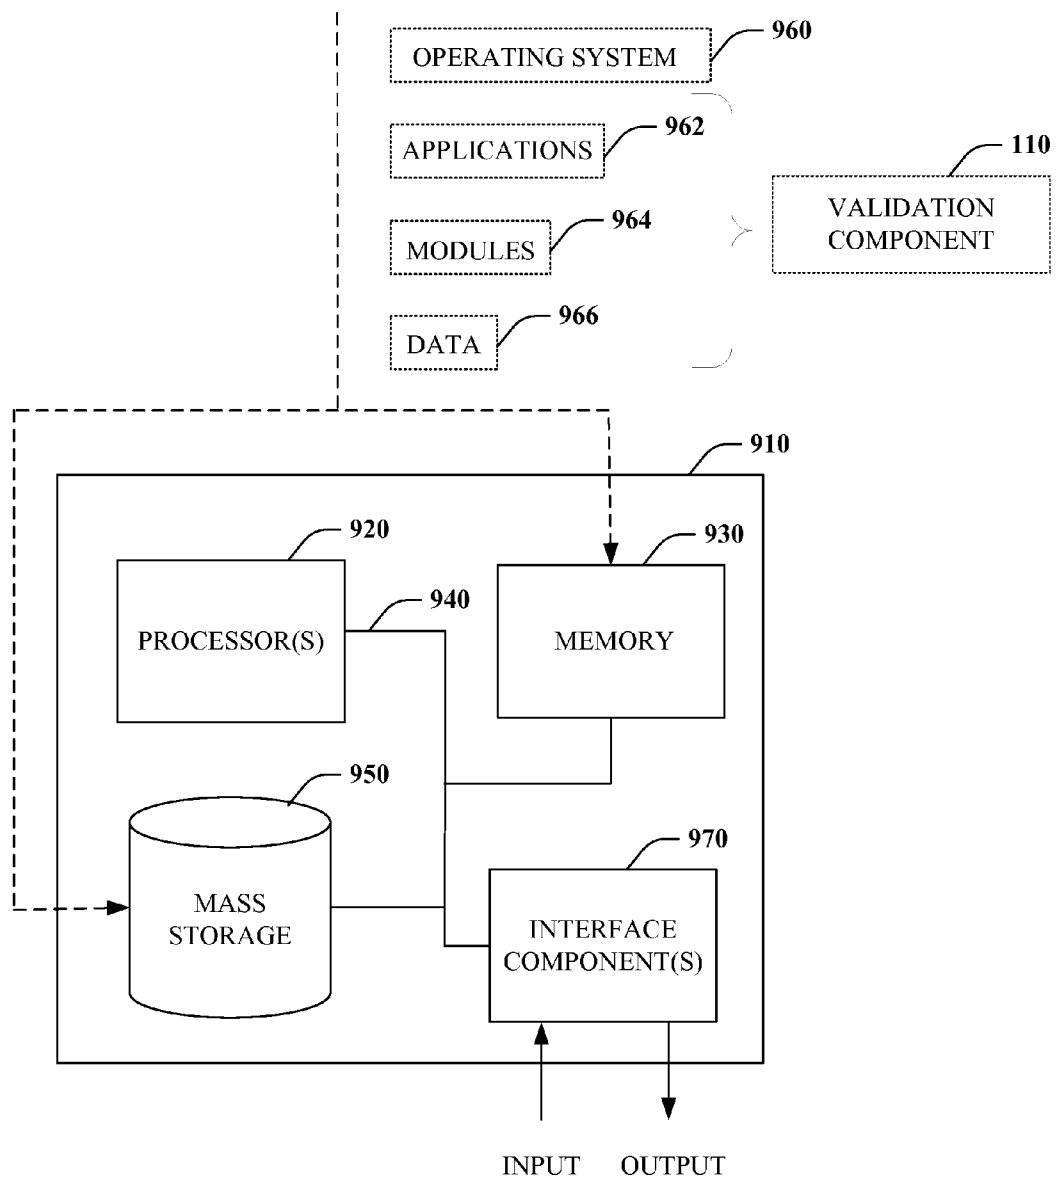 960
OPERATING SYSTEM
962
APPLICATIONS
110
VALIDATION
COMPONENT
964
MODULES
966
DATA
910
920
930
940
PROCESSOR(S)
MEMORY
950
970
MASS
STORAGE
INTERFACE
COMPONENT(S)
INPUT
OUTPUT